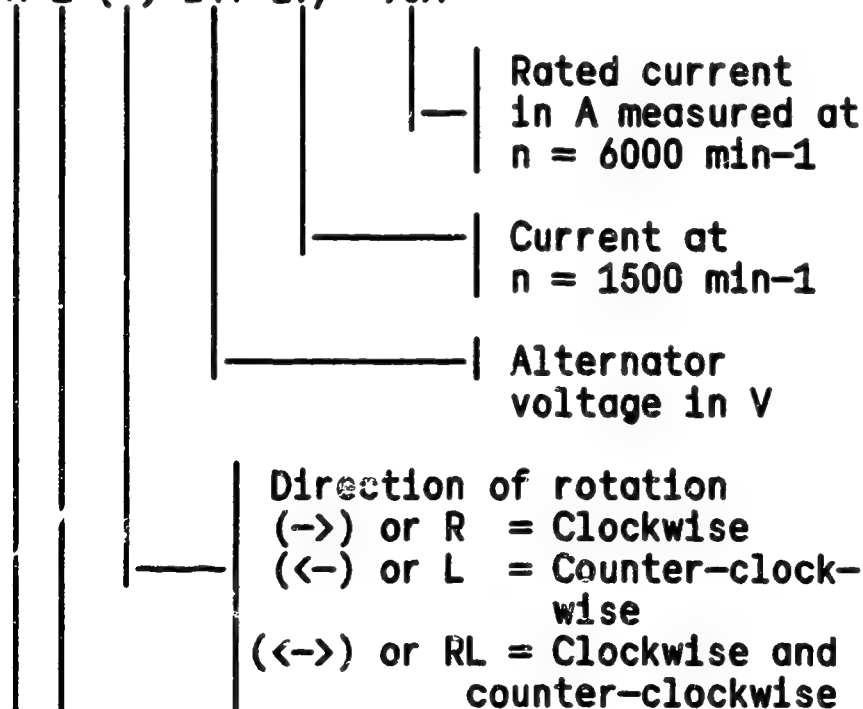 Rated current
in A measured at
n = 6000 min-1
Current at
n = 1500 min-1
Alternator
voltage in V
Direction of rotation
(->) or R = Clockwise
(<-) or L = Counter-clock-
wise
(<->) or RL = Clockwise and
counter-clockwise